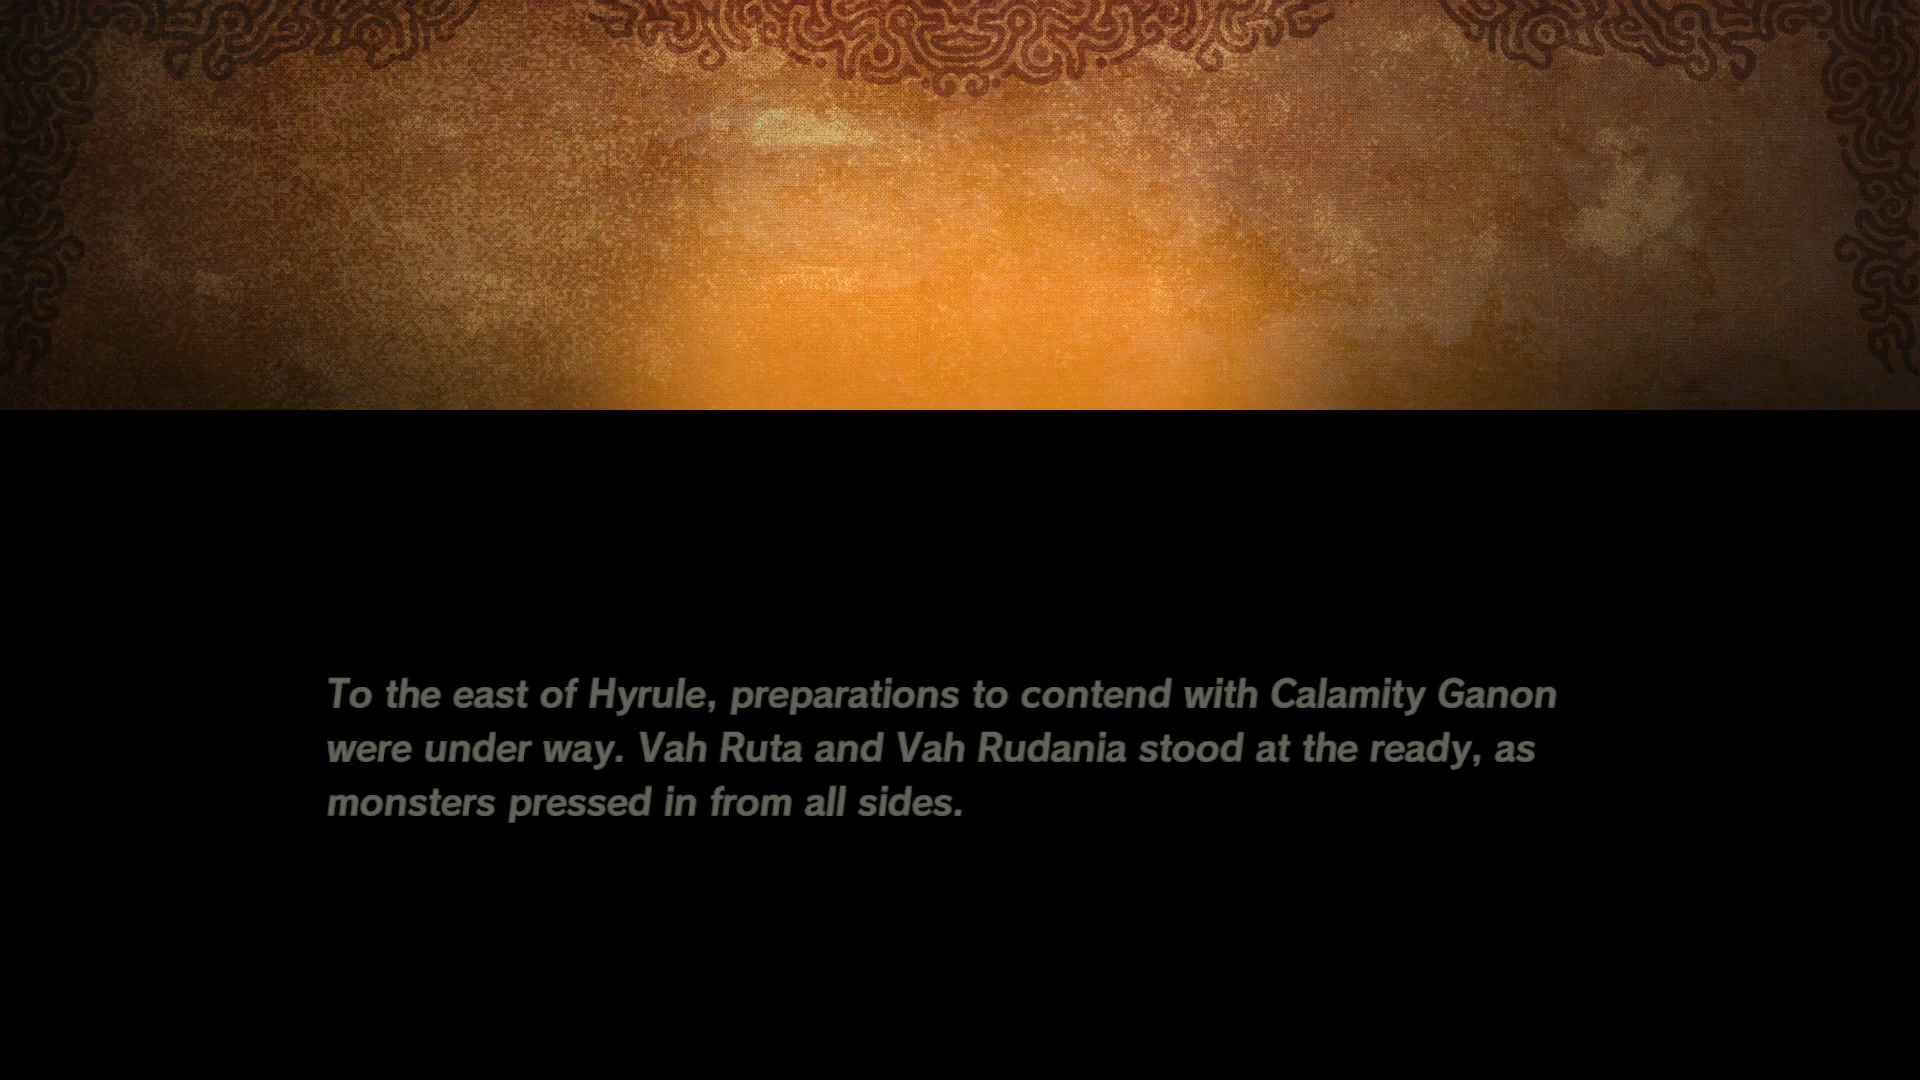 To the east of Hyrule, preparations to contend with Calamity Ganon
were under way. Vah Ruta and Vah Rudania stood at the ready, as
monsters pressed in from all sides.